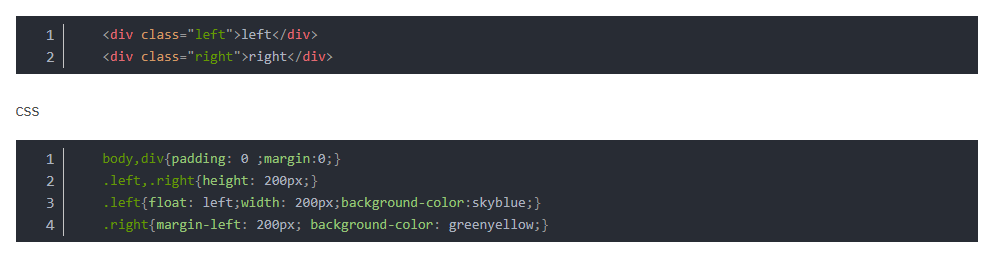 1 <div class="left">left</div>
2 <div class="right">right</div>
CSS
1 body,div{padding: 0 ;margin:0;}
2 .left,.right{height: 200px;}
3 .left{float: left;width: 200px;background-color:skyblue;}
4 .right{margin-left: 200px; background-color: greenyellow;}